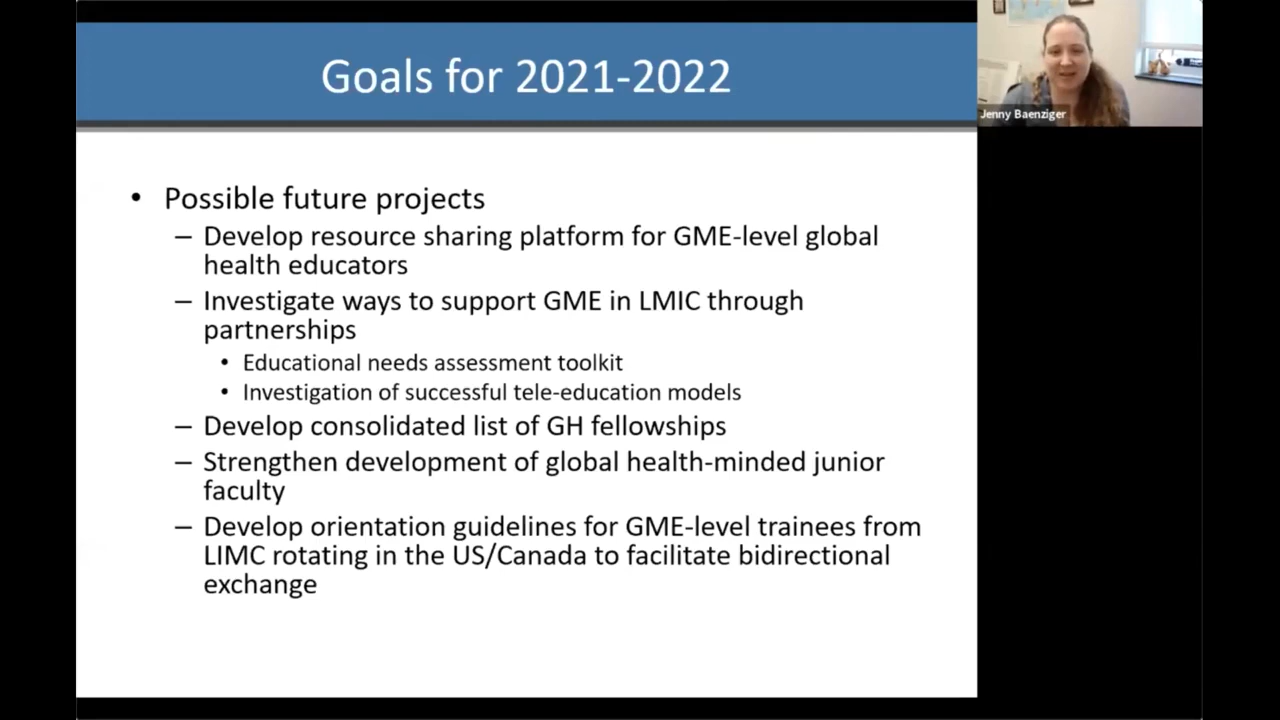 Goals for 2021-2022
Jenny Baenziger
• Possible future projects
– Develop resource sharing platform for GME-level global
health educators
– Investigate ways to support GME in LMIC through
partnerships
• Educational needs assessment toolkit
• Investigation of successful tele-education models
– Develop consolidated list of GH fellowships
– Strengthen development of global health-minded junior
faculty
– Develop orientation guidelines for GME-level trainees from
LIMC rotating in the US/Canada to facilitate bidirectional
exchange